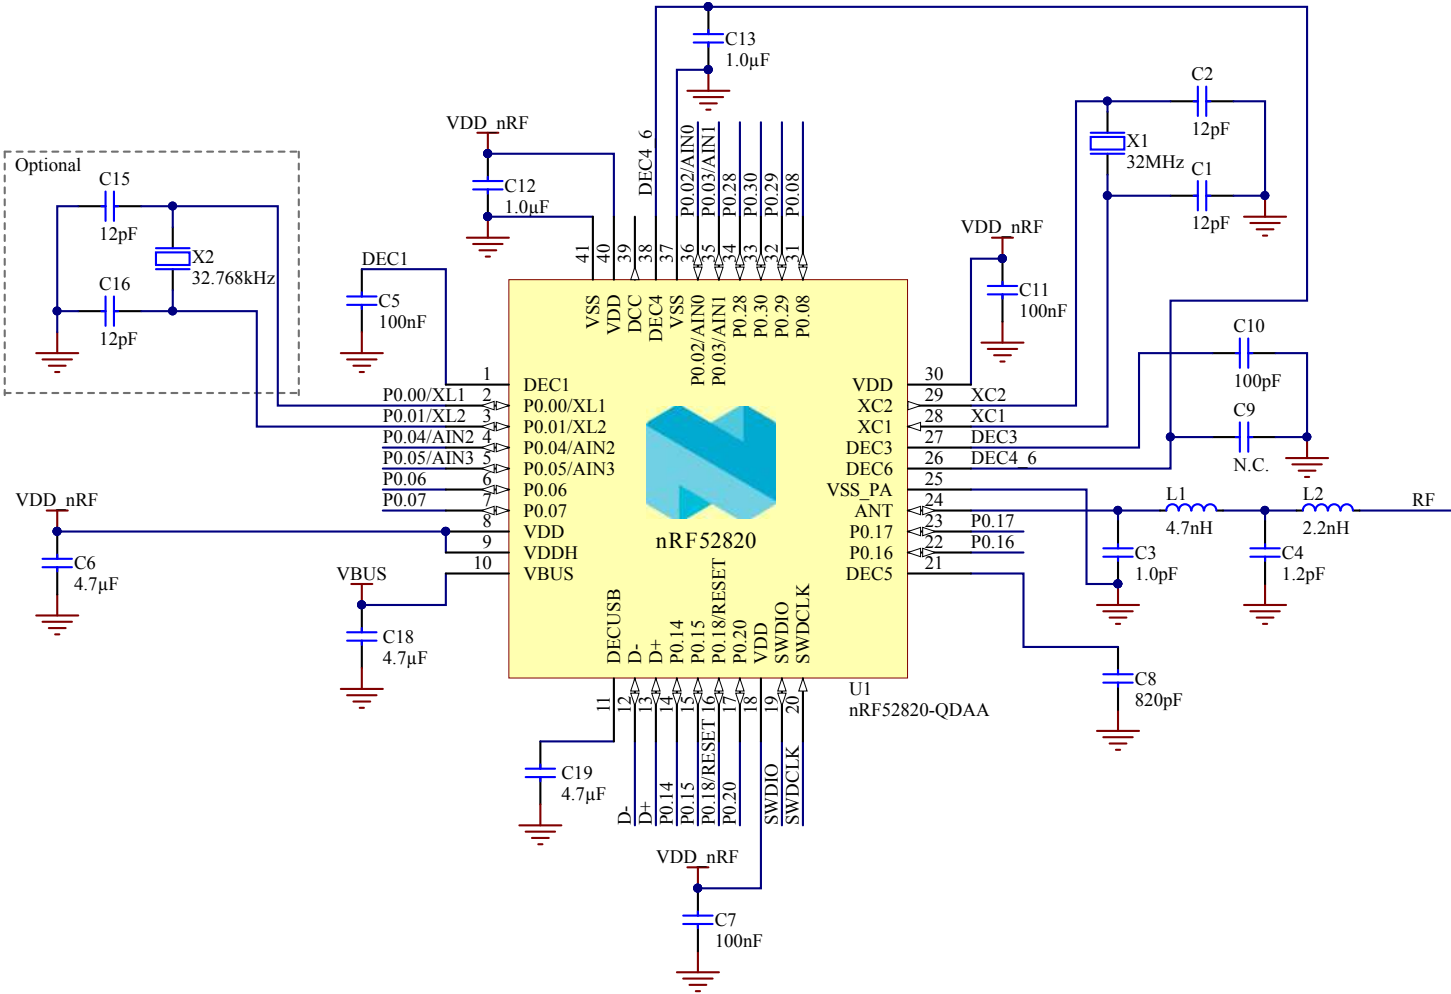 C13
1.0µF
VDD_nRF
C12
1.0µF
DEC4_6
P0.02/AIN0
P0.03/AIN1
P0.28
P0.30
P0.29
P0.08
C2
12pF
X1
32MHz
C1
12pF
Optional
C15
12pF
X2
32.768kHz
C16
12pF
DEC1
C5
100nF
VDD_nRF
C11
100nF
C10
100pF
C9
N.C.
41
40
39
38
37
36
35
34
33
32
31
VSS
VDD
DCC
DEC4
VSS
P0.02/AIN0
P0.03/AIN1
P0.28
P0.30
P0.29
P0.08
1 DEC1
P0.00/XL1 2 P0.00/XL1
P0.01/XL2 3 P0.01/XL2
P0.04/AIN2 4 P0.04/AIN2
P0.05/AIN3 5 P0.05/AIN3
P0.06 6 P0.06
P0.07 7 P0.07
8 VDD
9 VDDH
10 VBUS
VDD 30
XC2 29 XC2
XC1 28 XC1
DEC3 27 DEC3
DEC6 26 DEC4_6
VSS_PA 25
ANT 24
P0.17 23 P0.17
P0.16 22 P0.16
DEC5 21
nRF52820
VDD_nRF
C6
4.7µF
VBUS
C18
4.7µF
L1
4.7nH
L2
2.2nH
RF
C3
1.0pF
C4
1.2pF
C8
820pF
DECUSB
D-
D+
P0.14
P0.15
P0.18/RESET
P0.20
VDD
SWDIO
SWDCLK
11
12
13
14
15
16
17
18
19
20
U1
nRF52820-QDAA
C19
4.7µF
D-
D+
P0.14
P0.15
P0.18/RESET
P0.20
SWDIO
SWDCLK
VDD_nRF
C7
100nF